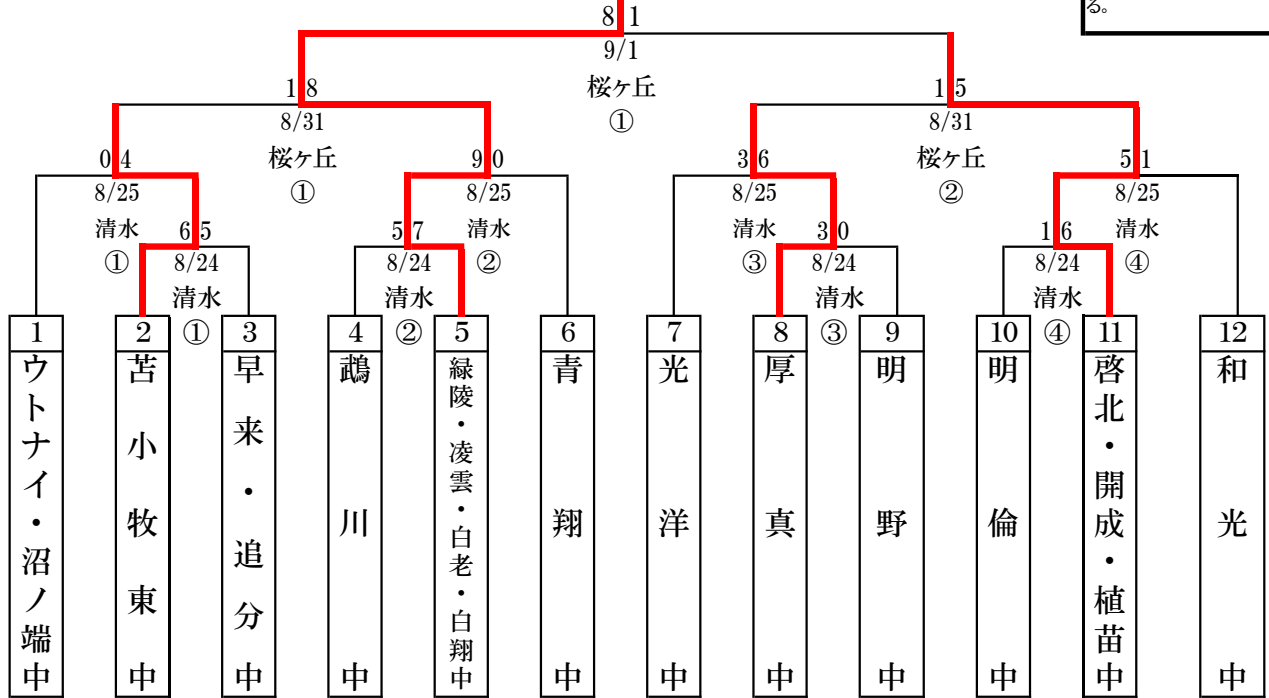 る。
8 1
9/1
桜ヶ丘
①
1 8
8/31
桜ヶ丘
①
1 5
8/31
桜ヶ丘
②
0 4
8/25
清水
①
9 0
8/25
清水
②
3 6
8/25
清水
③
5 1
8/25
清水
④
6 5
8/24
清水
①
5 7
8/24
清水
②
3 0
8/24
清水
③
1 6
8/24
清水
④
1
ウトナイ・沼ノ端中
2
苫小牧東中
3
早来・追分中
4
鵡川中
5
緑陵・凌雲・白老・白翔中
6
青翔中
7
光洋中
8
厚真中
9
明野中
10
明倫中
11
啓北・開成・植苗中
12
和光中